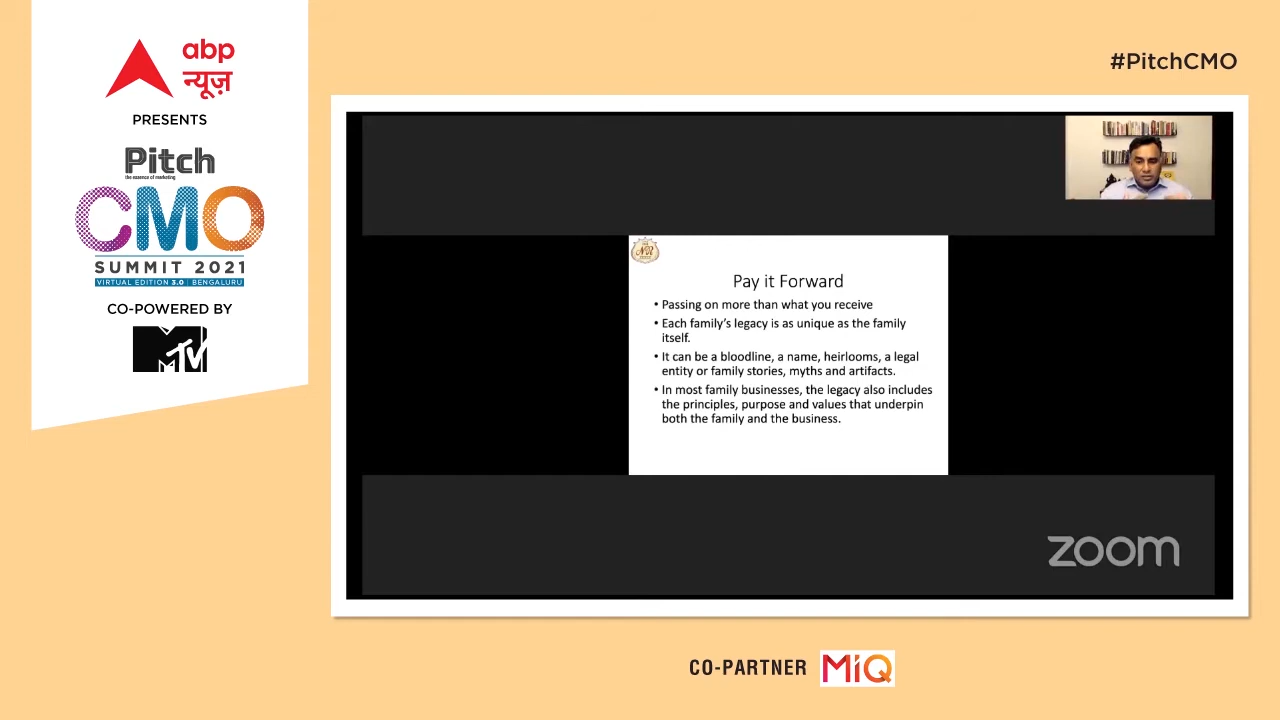 abp
न्यूज़
PRESENTS
Pitch
the essence of marketing
CMO
SUMMIT 2021
VIRTUAL EDITION 3.0 | BENGALURU
CO-POWERED BY
MTV
#PitchCMO
NR
Pay it Forward
• Passing on more than what you receive
• Each family's legacy is as unique as the family
itself.
• It can be a bloodline, a name, heirlooms, a legal
entity or family stories, myths and artifacts.
• In most family businesses, the legacy also includes
the principles, purpose and values that underpin
both the family and the business.
zoom
CO-PARTNER MiQ